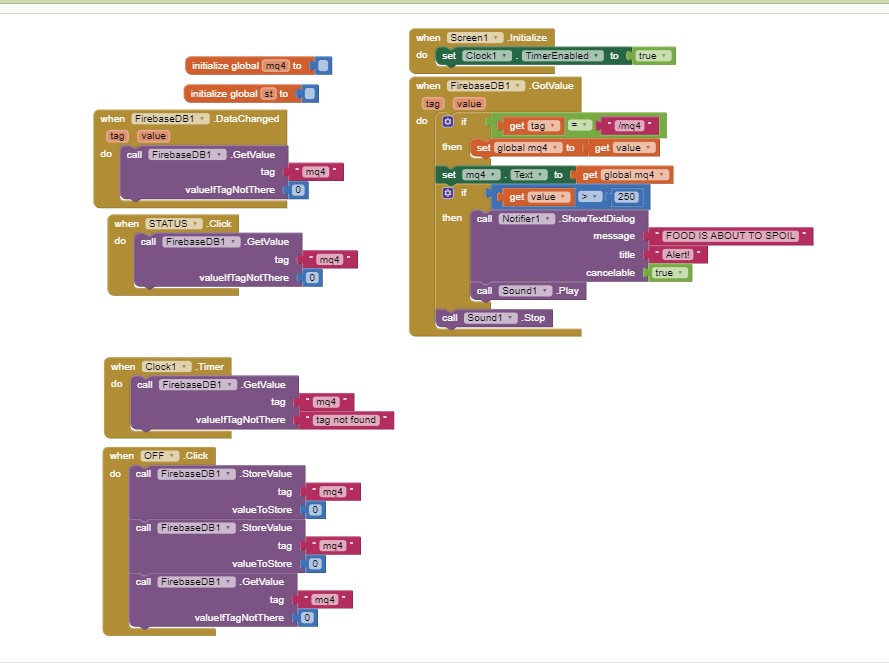 initialize global mq4 to
initialize global st to
when FirebaseDB1 .DataChanged
tag value
do call FirebaseDB1 .GetValue
tag " mq4 "
valueIfTagNotThere 0
when STATUS .Click
do call FirebaseDB1 .GetValue
tag " mq4 "
valueIfTagNotThere 0
when Clock1 .Timer
do call FirebaseDB1 .GetValue
tag " mq4 "
valueIfTagNotThere " tag not found "
when OFF .Click
do call FirebaseDB1 .StoreValue
tag " mq4 "
valueToStore 0
call FirebaseDB1 .StoreValue
tag " mq4 "
valueToStore 0
call FirebaseDB1 .GetValue
tag " mq4 "
valueIfTagNotThere 0
when Screen1 .Initialize
do set Clock1 . TimerEnabled to true
when FirebaseDB1 .GotValue
tag value
do if get tag = " /mq4 "
then set global mq4 to get value
set mq4 . Text to get global mq4
if get value > 250
then call Notifier1 .ShowTextDialog
message " FOOD IS ABOUT TO SPOIL "
title " Alert! "
cancelable true
call Sound1 .Play
call Sound1 .Stop